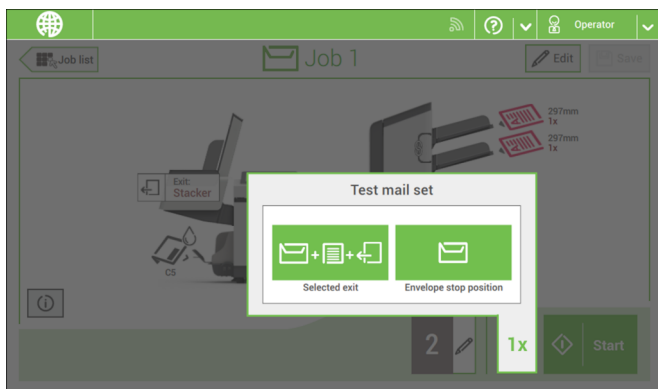 Operator
Job list
Job 1
Edit
Save
297mm
1x
297mm
1x
Exit:
Stacker
CS
Test mail set
Selected exit
Envelope stop position
2
1x
Start